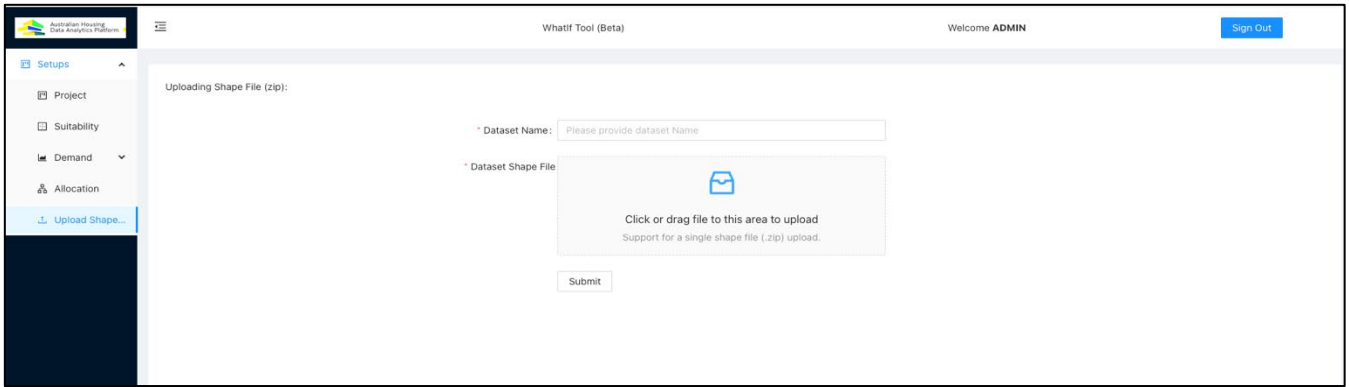 Australian Housing
Data Analytics Platform
Whatif Tool (Beta)
Welcome ADMIN
Sign Out
Setups
Project
Suitability
Demand
Allocation
Upload Shape...
Uploading Shape File (zip):
* Dataset Name:
Please provide dataset Name
* Dataset Shape File
Click or drag file to this area to upload
Support for a single shape file (.zip) upload.
Submit